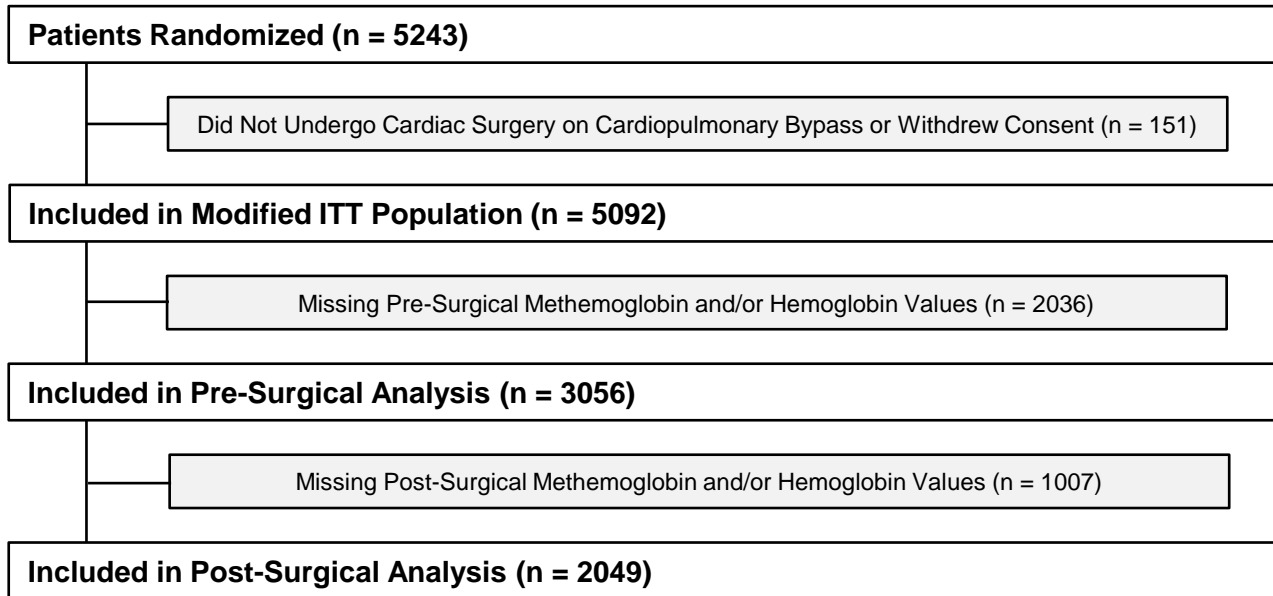 Patients Randomized (n = 5243)
Did Not Undergo Cardiac Surgery on Cardiopulmonary Bypass or Withdrew Consent (n = 151)
Included in Modified ITT Population (n = 5092)
Missing Pre-Surgical Methemoglobin and/or Hemoglobin Values (n = 2036)
Included in Pre-Surgical Analysis (n = 3056)
Missing Post-Surgical Methemoglobin and/or Hemoglobin Values (n = 1007)
Included in Post-Surgical Analysis (n = 2049)